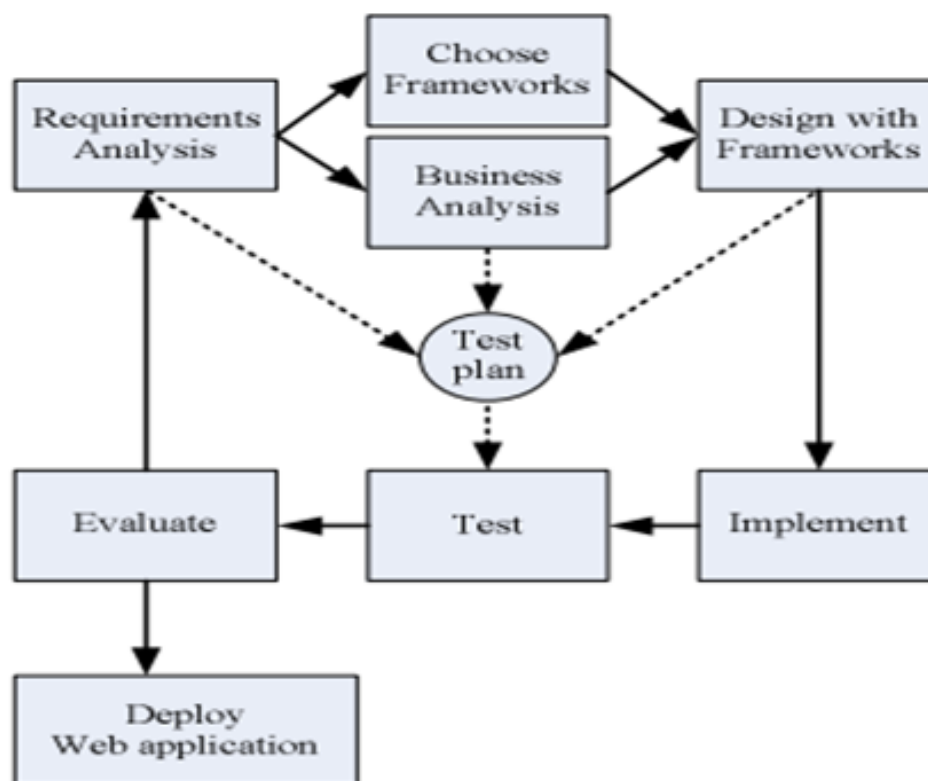 Choose
Frameworks
Requirements
Analysis
Design with
Frameworks
Business
Analysis
Test
plan
Evaluate
Test
Implement
Deploy
Web application